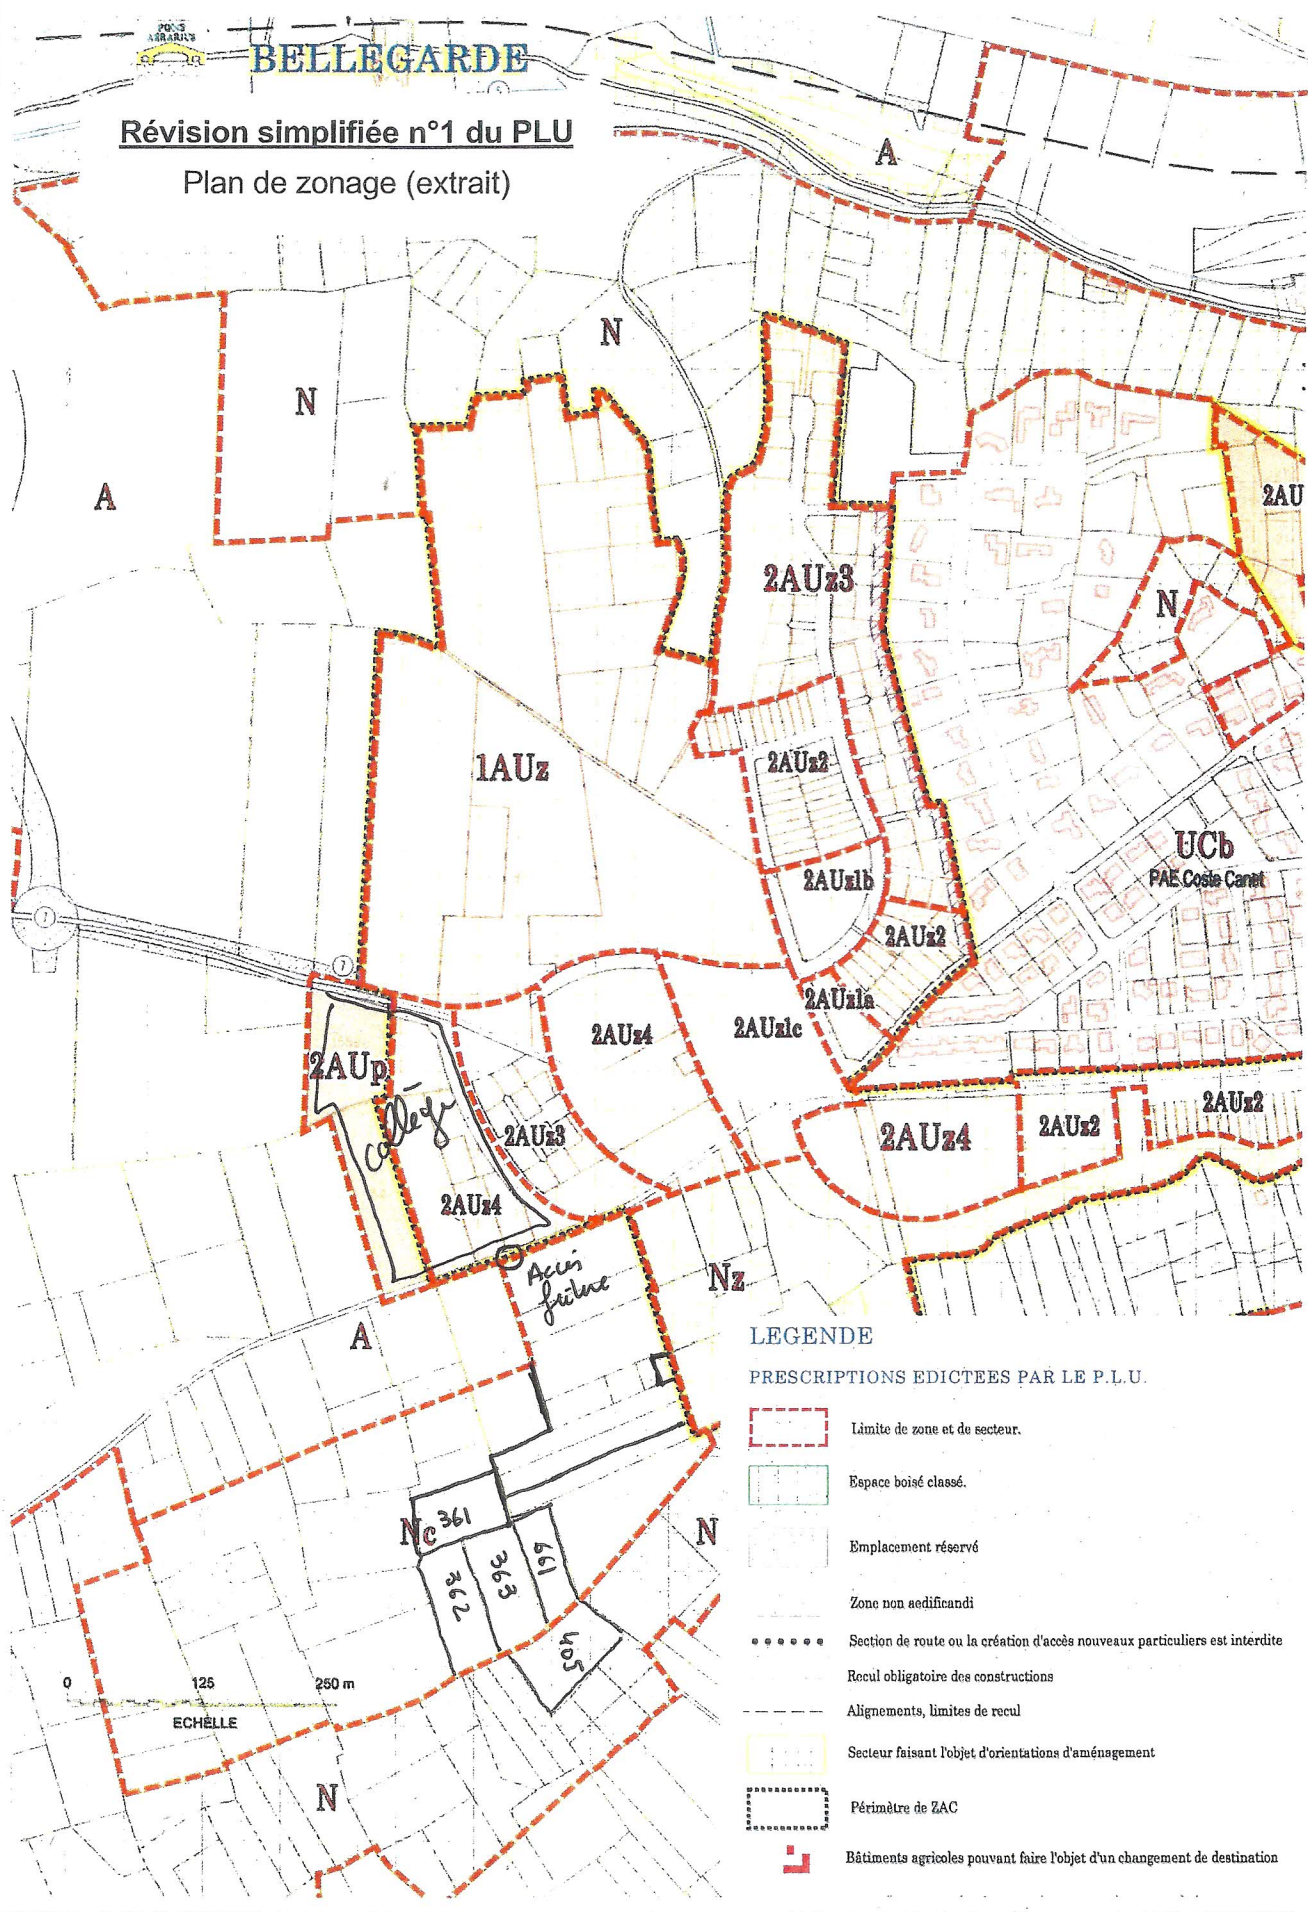 PONS
ÆRARIUS
BELLEGARDE
Révision simplifiée n°1 du PLU
Plan de zonage (extrait)
A
N
N
A
2AU
2AUz3
N
1AUz
2AUz2
UCb
PAE Coste Canet
2AUz1b
2AUz2
2AUz1a
2AUz4
2AUz1c
2AUp
collège
2AUz3
2AUz4
2AUz2
2AUz2
2AUz4
Accès
Nz
A
LEGENDE
PRESCRIPTIONS EDICTEES PAR LE P.L.U.
Limite de zone et de secteur.
Espace boisé classé.
Emplacement réservé
Zone non aedificandi
Section de route ou la création d'accès nouveaux particuliers est interdite
Recul obligatoire des constructions
Alignements, limites de recul
Secteur faisant l'objet d'orientations d'aménagement
Périmètre de ZAC
Bâtiments agricoles pouvant faire l'objet d'un changement de destination
Nc
361
N
362
363
661
405
0 125 250 m
ECHELLE
N